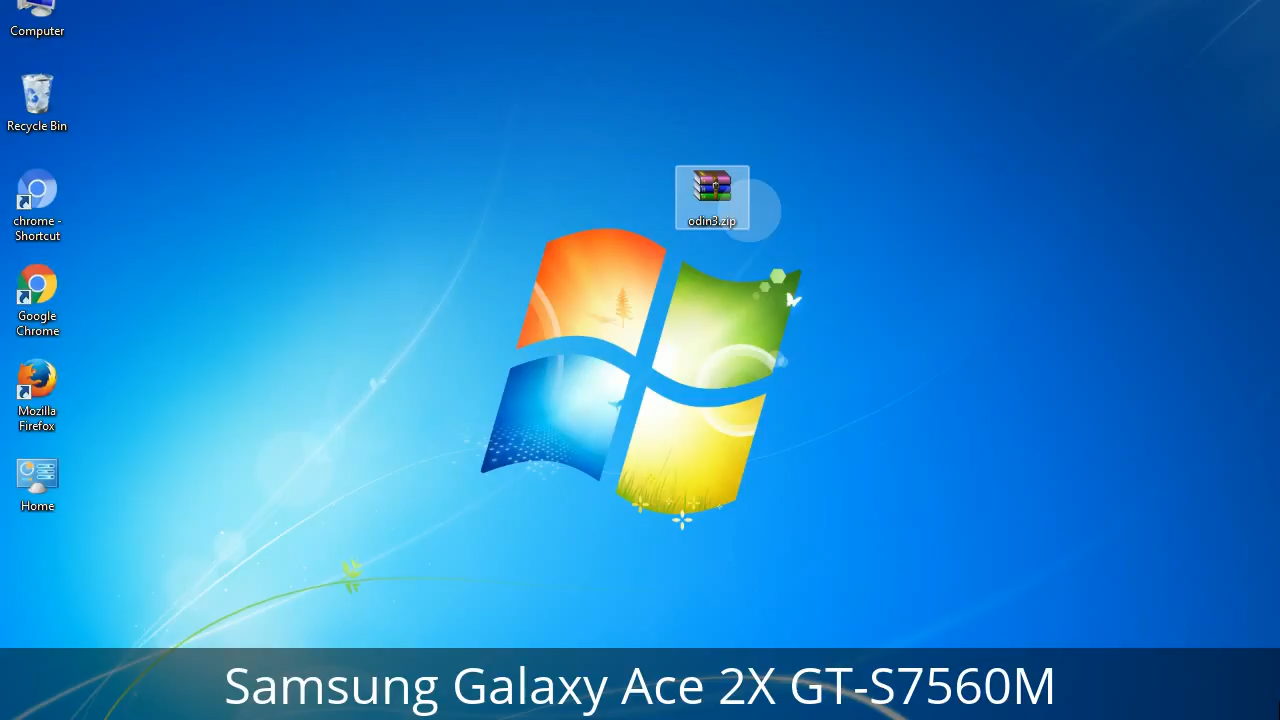 Computer
Recycle Bin
chrome -
Shortcut
Google
Chrome
Mozilla
Firefox
Home
odin3.zip
Samsung Galaxy Ace 2X GT-S7560M